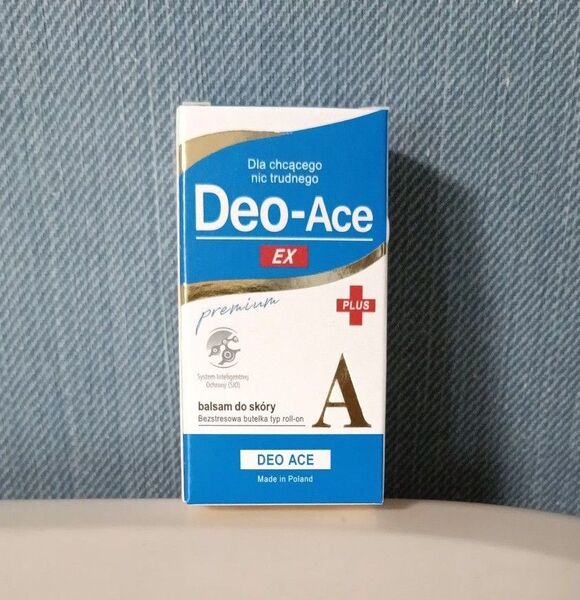 Dla chcącego
nic trudnego
Deo-Ace
EX
premium
PLUS
System Inteligentnej
Ochrony (SIO)
balsam do skóry
Bezstresowa butelka typ roll-on
A
DEO ACE
Made in Poland